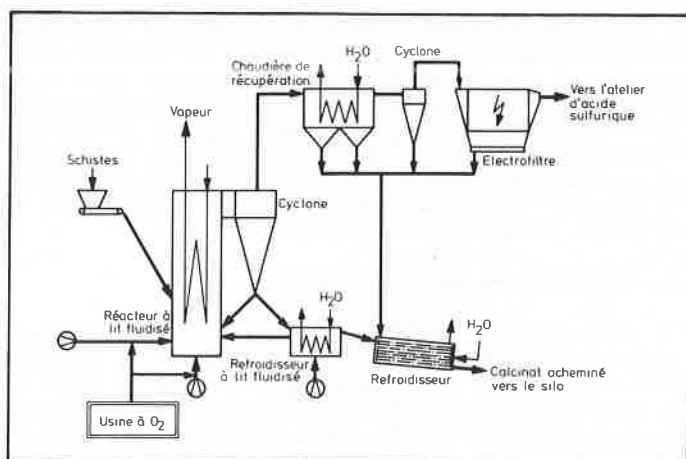 H2O
Cyclone
Chaudière de
récupération
Vers l'atelier
d'acide
sulfurique
Vapeur
Electrofiltre
Schistes
Cyclone
H2O
Réacteur à
lit fluidisé
H2O
Refroidisseur
à lit fluidisé
Refroidisseur
Calcinat acheminé
vers le silo
Usine à O2